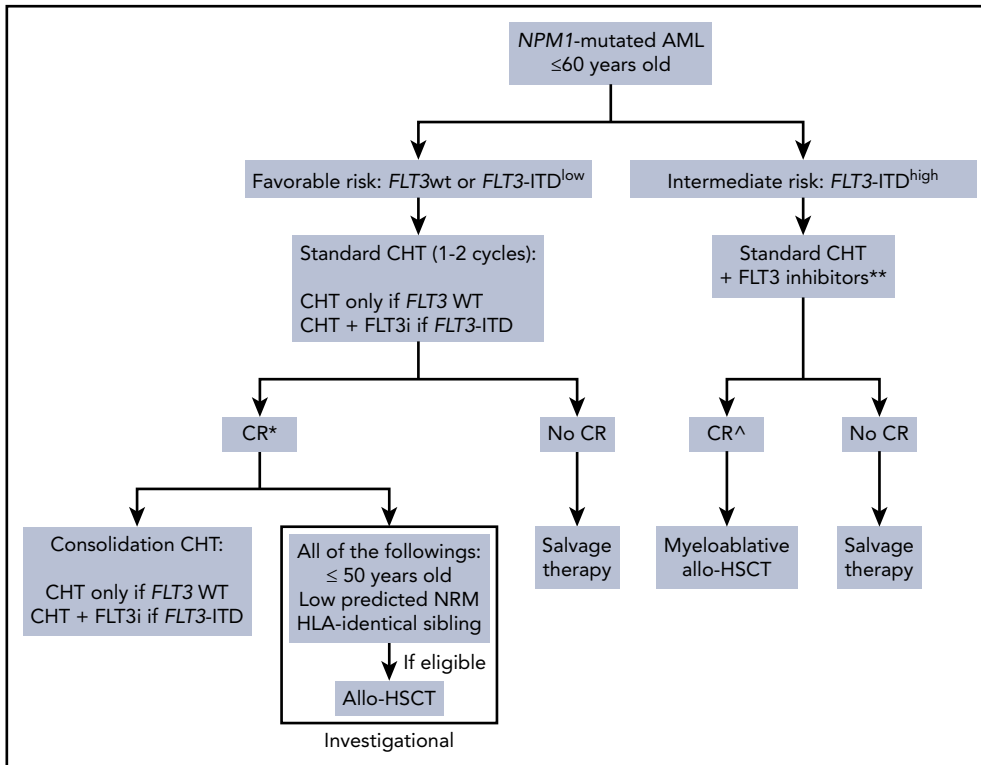 NPM1-mutated AML
≤60 years old
Favorable risk: FLT3wt or FLT3-ITDlow
Intermediate risk: FLT3-ITDhigh
Standard CHT (1-2 cycles):
CHT only if FLT3 WT
CHT + FLT3i if FLT3-ITD
Standard CHT
+ FLT3 inhibitors**
CR*
No CR
CR^
No CR
Consolidation CHT:
CHT only if FLT3 WT
CHT + FLT3i if FLT3-ITD
All of the followings:
≤ 50 years old
Low predicted NRM
HLA-identical sibling
If eligible
Allo-HSCT
Investigational
Salvage
therapy
Myeloablative
allo-HSCT
Salvage
therapy